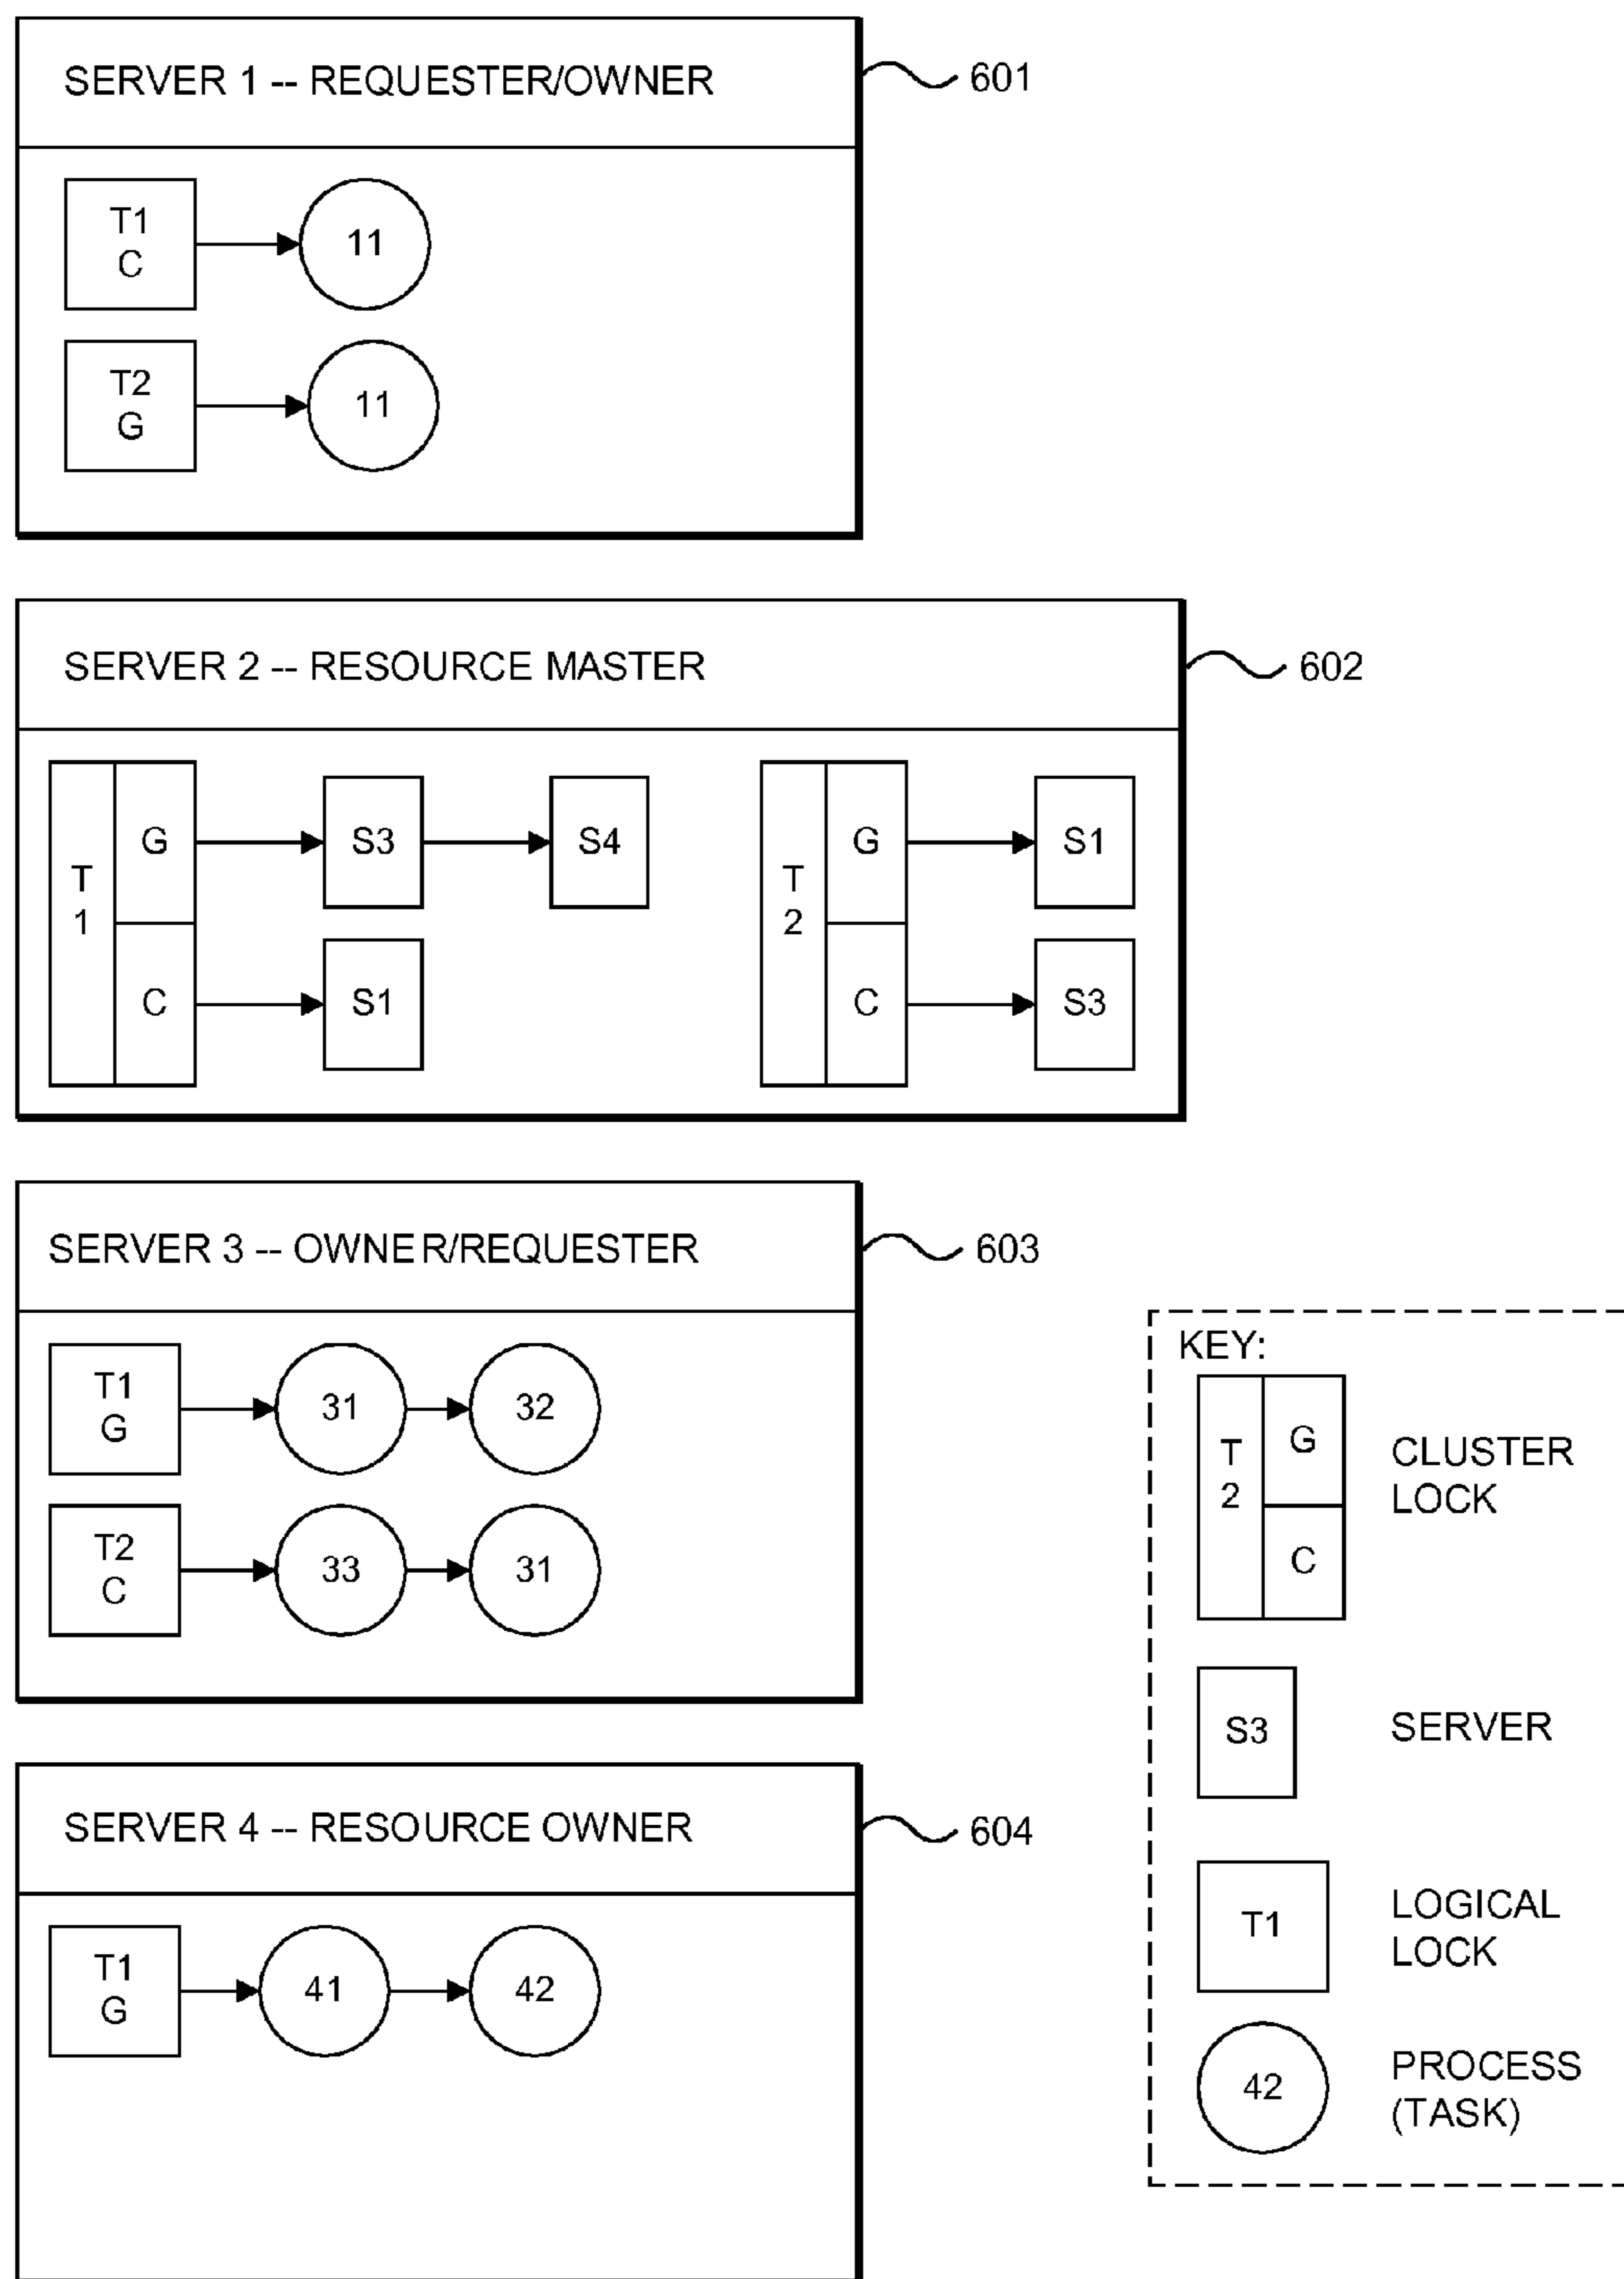 SERVER 1 -- REQUESTER/OWNER
601
T1
C
11
T2
G
11
SERVER 2 -- RESOURCE MASTER
602
T
1
G
S3
S4
C
S1
T
2
G
S1
C
S3
SERVER 3 -- OWNER/REQUESTER
603
T1
G
31
32
T2
C
33
31
SERVER 4 -- RESOURCE OWNER
604
T1
G
41
42
KEY:
T
2
G
C
CLUSTER
LOCK
S3
SERVER
T1
LOGICAL
LOCK
42
PROCESS
(TASK)